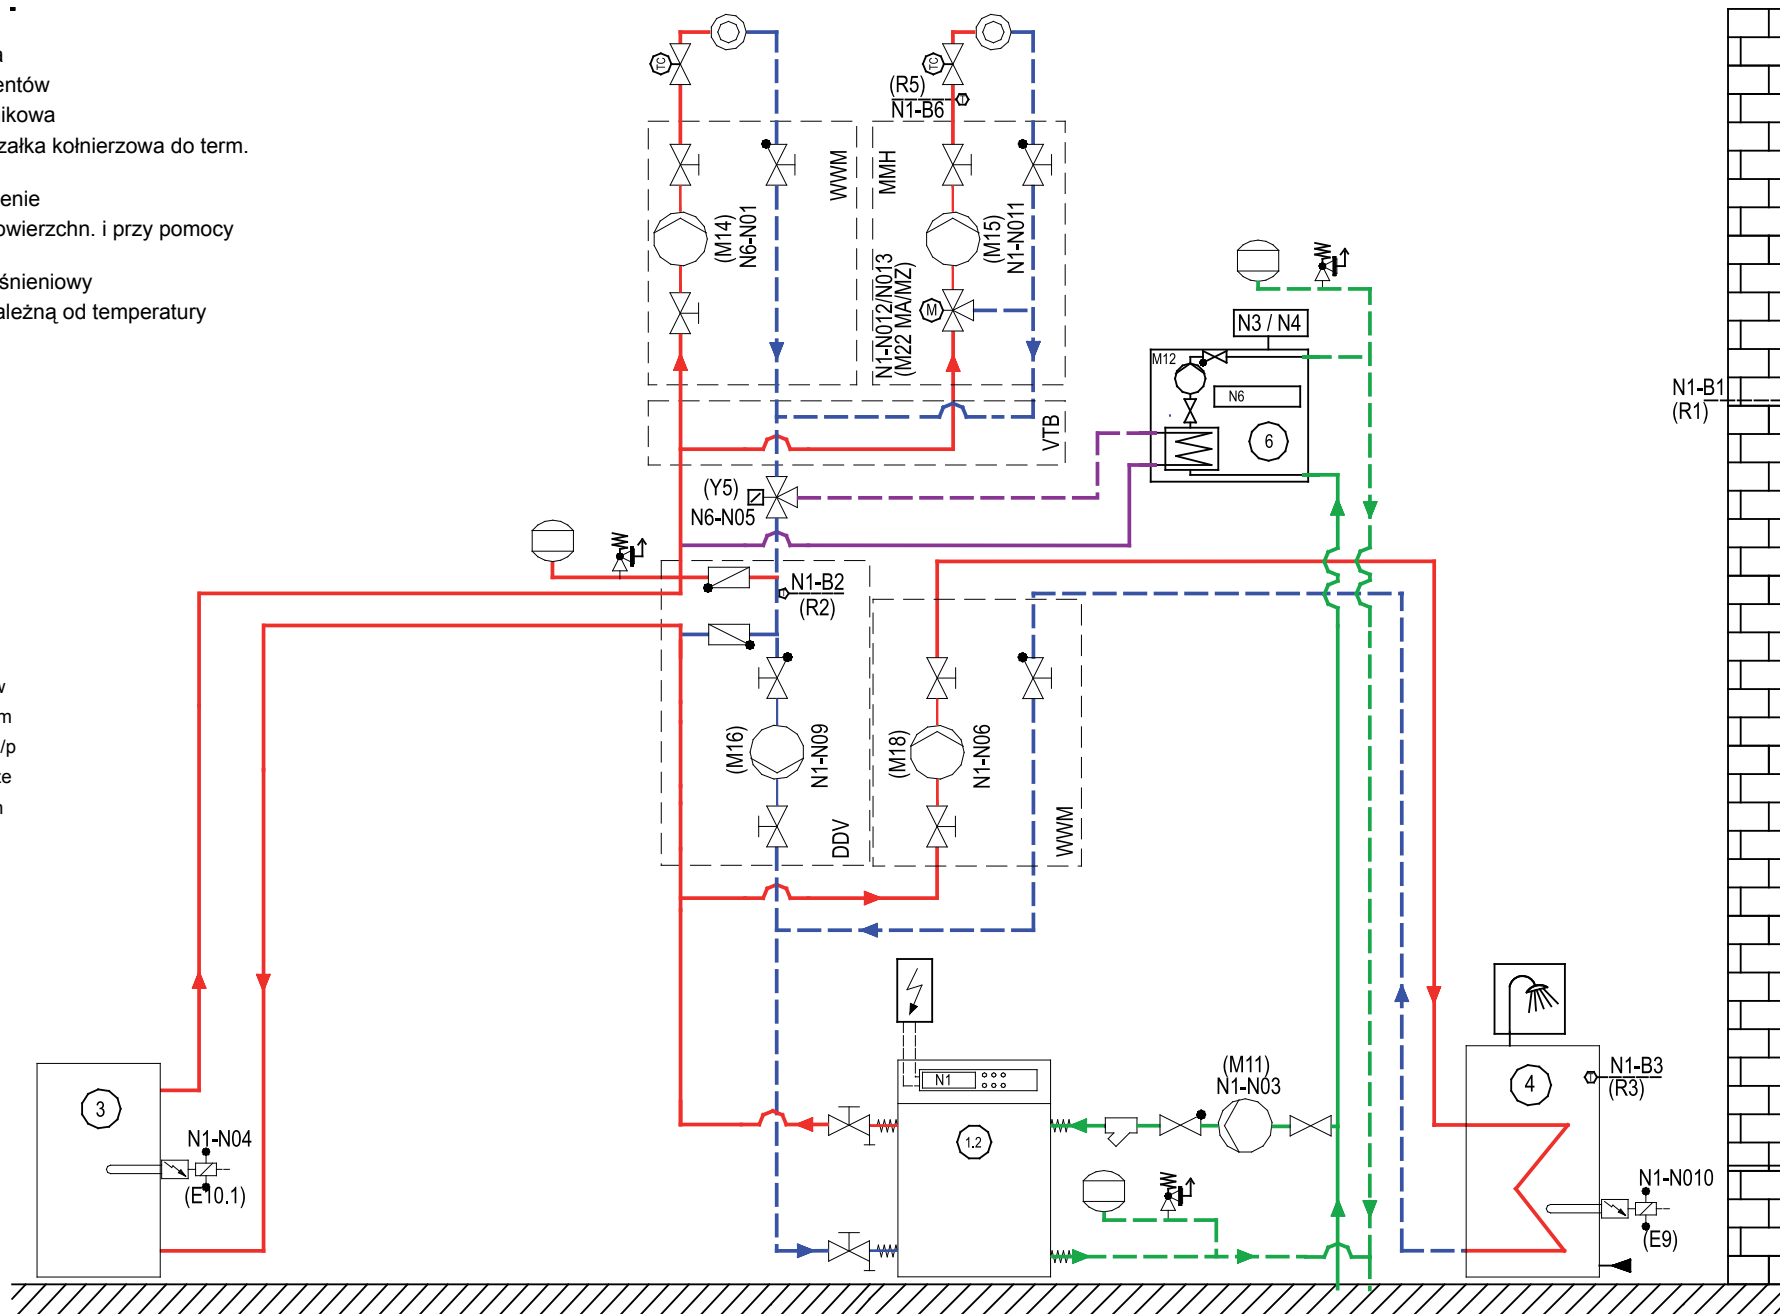 a
entów
ikowa
załka kołnierzowa do term.
enie
owierzchn. i przy pomocy
śnieniowy
ależną od temperatury
w
m
/p
że
h
TC
TC
(R5)
N1-B6
WWM
MMH
(M14)
N6-N01
(M15)
N1-N011
N1-N012/N013
(M22 MA/MZ)
M
VTB
N3 / N4
M12
N6
6
N1-B1
(R1)
(Y5)
N6-N05
N1-B2
(R2)
(M16)
N1-N09
DDV
(M18)
N1-N06
WWM
3
N1-N04
(E10.1)
N1
1.2
(M11)
N1-N03
4
N1-B3
(R3)
N1-N010
(E9)